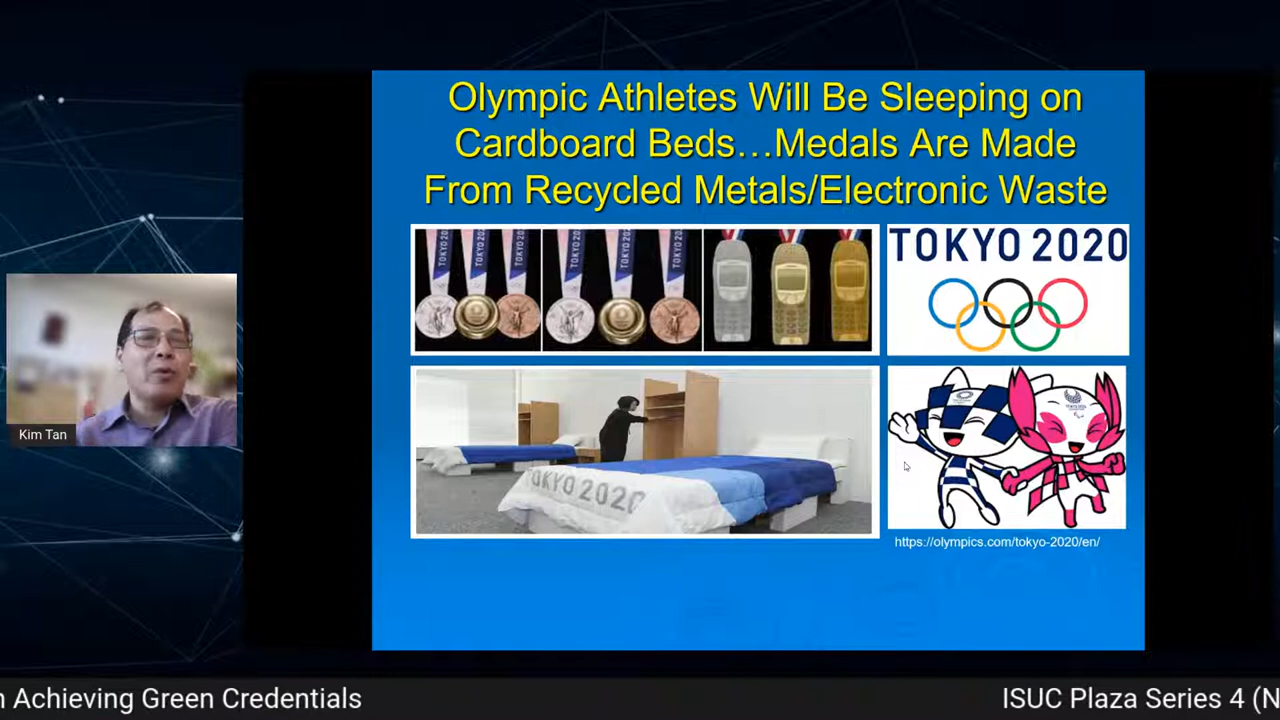 Olympic Athletes Will Be Sleeping on
Cardboard Beds…Medals Are Made
From Recycled Metals/Electronic Waste
TOKYO 2020
TOKYO 2020
Kim Tan
https://olympics.com/tokyo-2020/en/
n Achieving Green Credentials
ISUC Plaza Series 4 (N